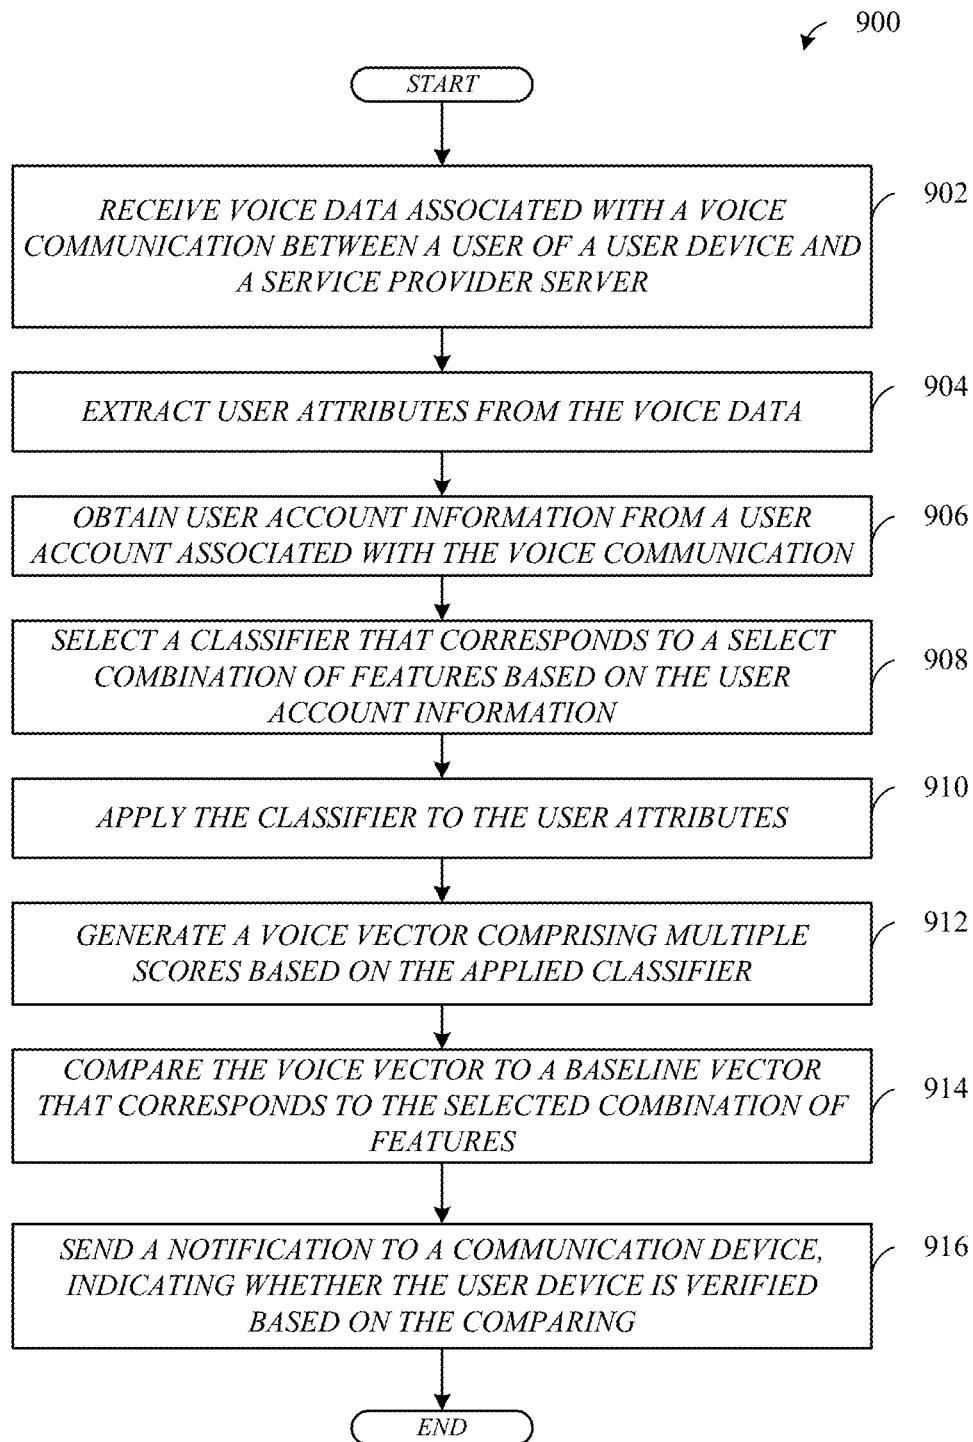 900
START
RECEIVE VOICE DATA ASSOCIATED WITH A VOICE
COMMUNICATION BETWEEN A USER OF A USER DEVICE AND
A SERVICE PROVIDER SERVER
902
EXTRACT USER ATTRIBUTES FROM THE VOICE DATA
904
OBTAIN USER ACCOUNT INFORMATION FROM A USER
ACCOUNT ASSOCIATED WITH THE VOICE COMMUNICATION
906
SELECT A CLASSIFIER THAT CORRESPONDS TO A SELECT
COMBINATION OF FEATURES BASED ON THE USER
ACCOUNT INFORMATION
908
APPLY THE CLASSIFIER TO THE USER ATTRIBUTES
910
GENERATE A VOICE VECTOR COMPRISING MULTIPLE
SCORES BASED ON THE APPLIED CLASSIFIER
912
COMPARE THE VOICE VECTOR TO A BASELINE VECTOR
THAT CORRESPONDS TO THE SELECTED COMBINATION OF
FEATURES
914
SEND A NOTIFICATION TO A COMMUNICATION DEVICE,
INDICATING WHETHER THE USER DEVICE IS VERIFIED
BASED ON THE COMPARING
916
END